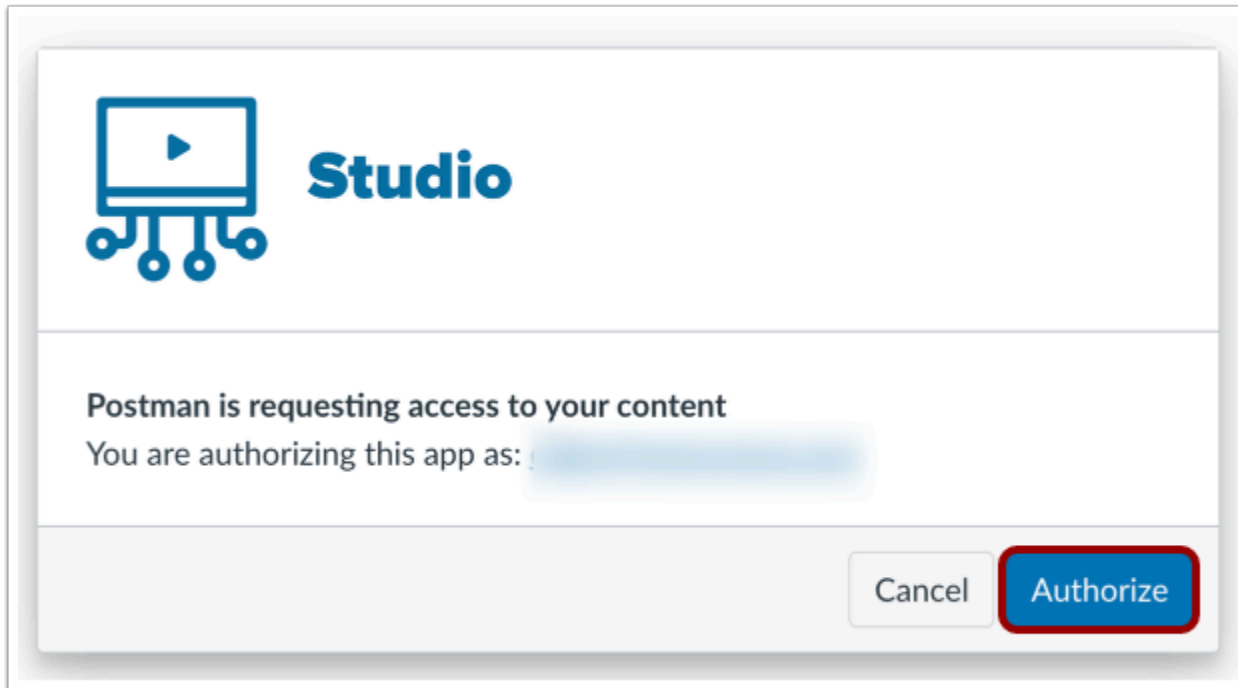 Studio
Postman is requesting access to your content
You are authorizing this app as:
Cancel
Authorize